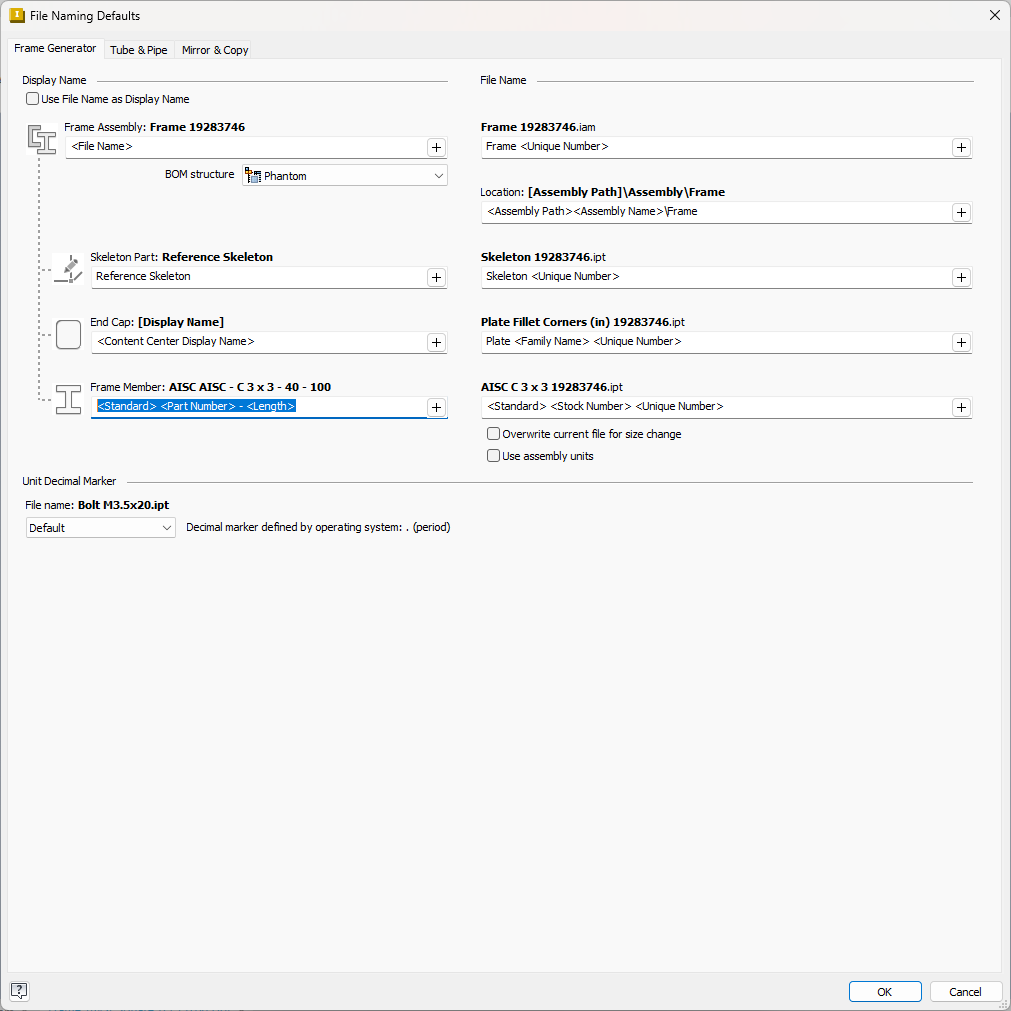 File Naming Defaults
Frame Generator
Tube & Pipe
Mirror & Copy
Display Name
File Name
Use File Name as Display Name
Frame Assembly: Frame 19283746
<File Name>
BOM structure
Phantom
Frame 19283746.iam
Frame <Unique Number>
Location: [Assembly Path]\Assembly\Frame
<Assembly Path><Assembly Name>\Frame
Skeleton Part: Reference Skeleton
Reference Skeleton
Skeleton 19283746.ipt
Skeleton <Unique Number>
End Cap: [Display Name]
<Content Center Display Name>
Plate Fillet Corners (in) 19283746.ipt
Plate <Family Name> <Unique Number>
Frame Member: AISC AISC - C 3 x 3 - 40 - 100
<Standard> <Part Number> - <Length>
AISC C 3 x 3 19283746.ipt
<Standard> <Stock Number> <Unique Number>
Overwrite current file for size change
Use assembly units
Unit Decimal Marker
File name: Bolt M3.5x20.ipt
Default
Decimal marker defined by operating system: . (period)
OK
Cancel